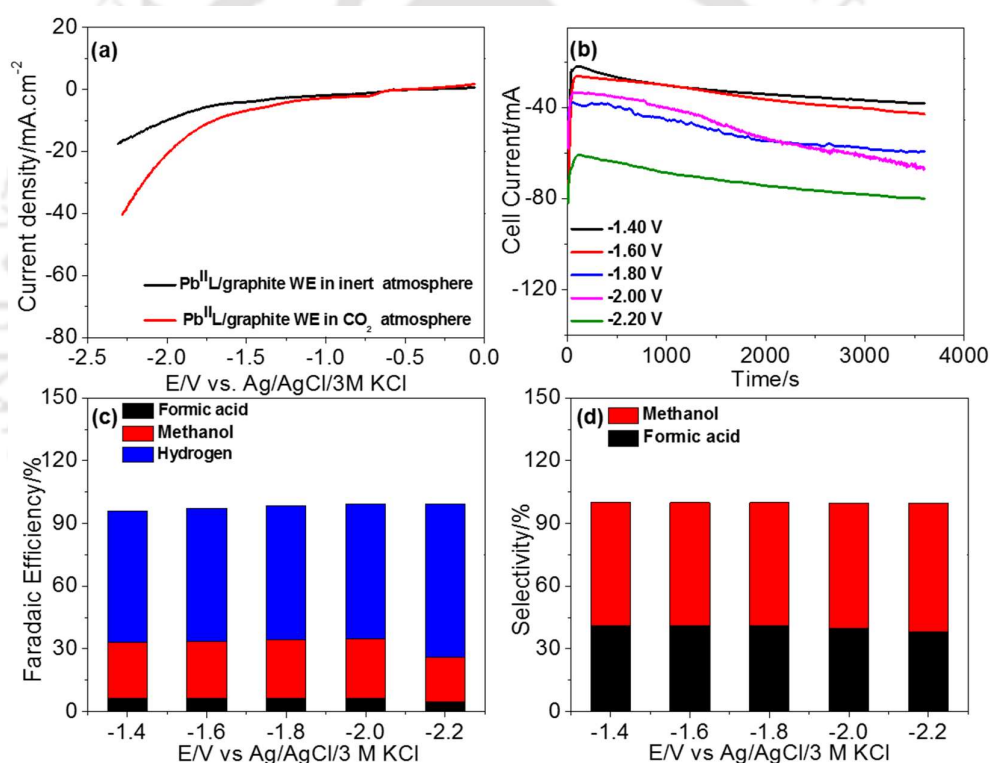 (a)
20
0
-20
-40
-60
-80
Current density/mA.cm⁻²
PbᴵᴵL/graphite WE in inert atmosphere
PbᴵᴵL/graphite WE in CO₂ atmosphere
-2.5 -2.0 -1.5 -1.0 -0.5 0.0
E/V vs. Ag/AgCl/3M KCl
(b)
-40
-80
-120
Cell Current/mA
-1.40 V
-1.60 V
-1.80 V
-2.00 V
-2.20 V
0 1000 2000 3000 4000
Time/s
(c)
Formic acid
Methanol
Hydrogen
150
120
90
60
30
0
Faradaic Efficiency/%
-1.4 -1.6 -1.8 -2.0 -2.2
E/V vs Ag/AgCl/3 M KCl
(d)
Methanol
Formic acid
150
120
90
60
30
0
Selectivity/%
-1.4 -1.6 -1.8 -2.0 -2.2
E/V vs Ag/AgCl/3 M KCl